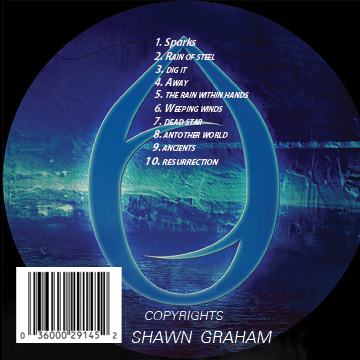 1. Sparks
2. RAIN OF STEEL
3. DIG IT
4. AWAY
5. THE RAIN WITHIN HANDS
6. WEEPING WINDS
7. DEAD STAR
8. ANTOTHER WORLD
9. ANCIENTS
10. RESURRECTION
0 36000 29145 2
COPYRIGHTS
SHAWN GRAHAM